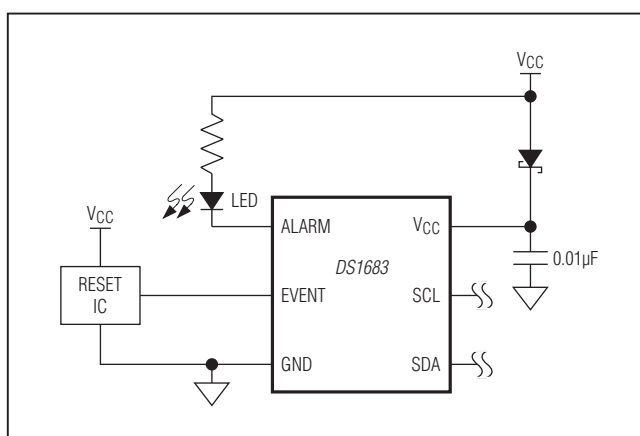 VCC
LED
VCC
ALARM
VCC
DS1683
0.01µF
RESET
IC
EVENT
SCL
GND
SDA